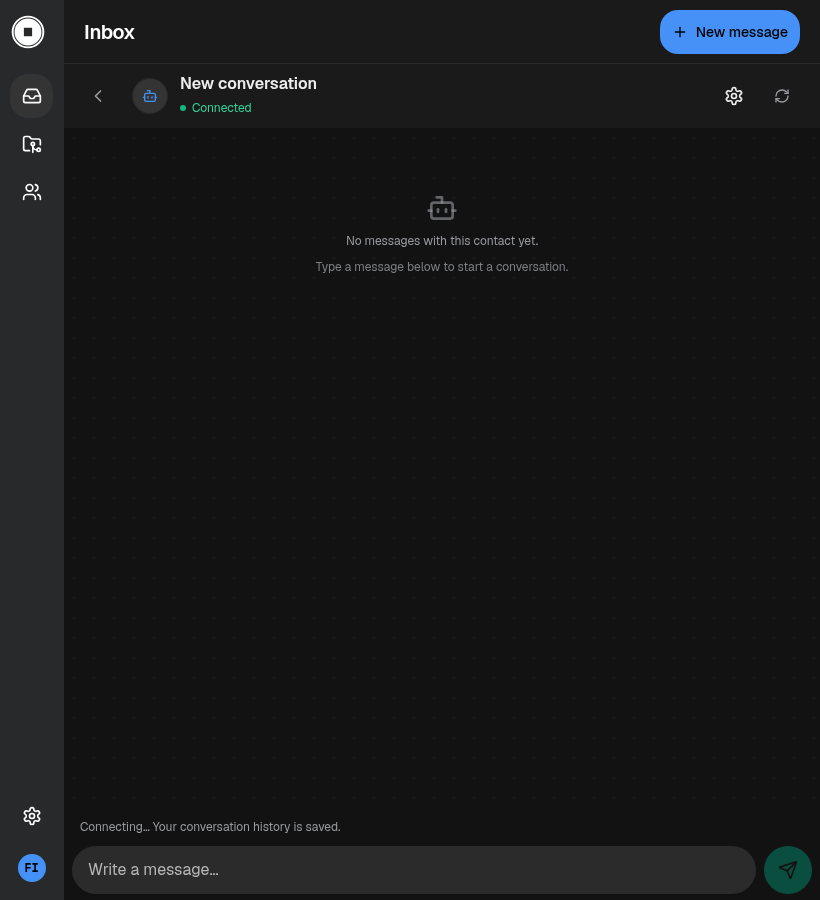 Inbox
New message
New conversation
Connected
No messages with this contact yet.
Type a message below to start a conversation.
Connecting… Your conversation history is saved.
Write a message…
FI